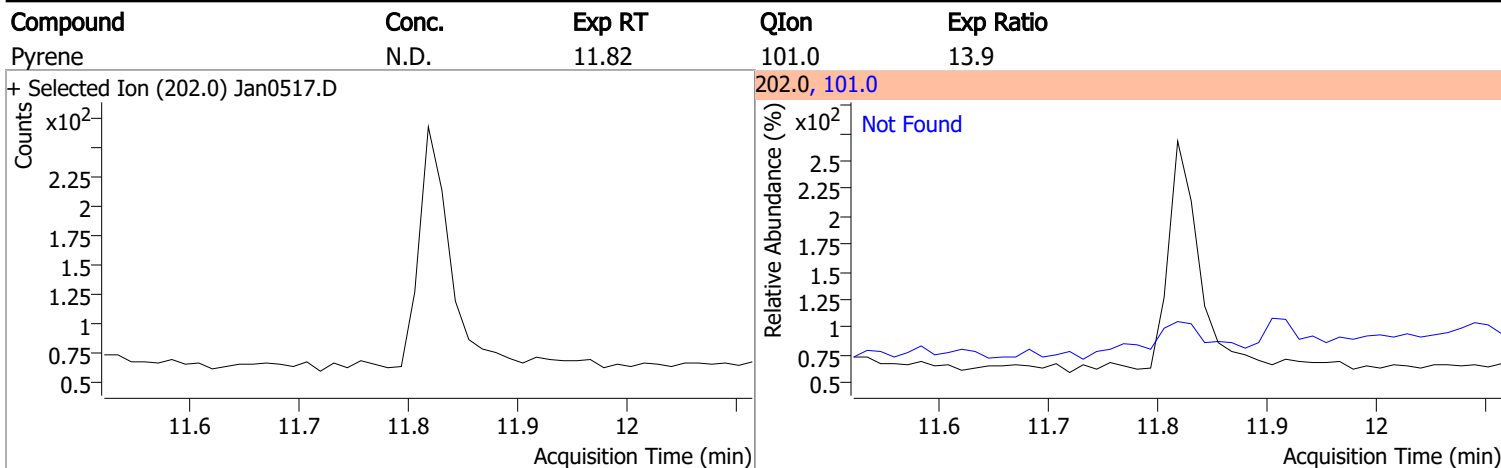 Compound Conc. Exp RT QIon Exp Ratio
Pyrene N.D. 11.82 101.0 13.9
+ Selected Ion (202.0) Jan0517.D
Counts
x10²
2.25
2
1.75
1.5
1.25
1
0.75
0.5
11.6 11.7 11.8 11.9 12
Acquisition Time (min)
202.0, 101.0
Relative Abundance (%)
x10²
Not Found
2.5
2.25
2
1.75
1.5
1.25
1
0.75
0.5
11.6 11.7 11.8 11.9 12
Acquisition Time (min)